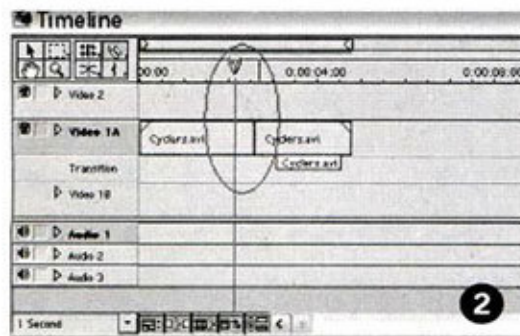 Timeline
00:00 0:00:04:00 0:00:08:00
Video 2
Video 1A
Cyclers.avi Cyclers.avi
Transition Cyclers.avi
Video 1B
Audio 1
Audio 2
Audio 3
1 Second
2